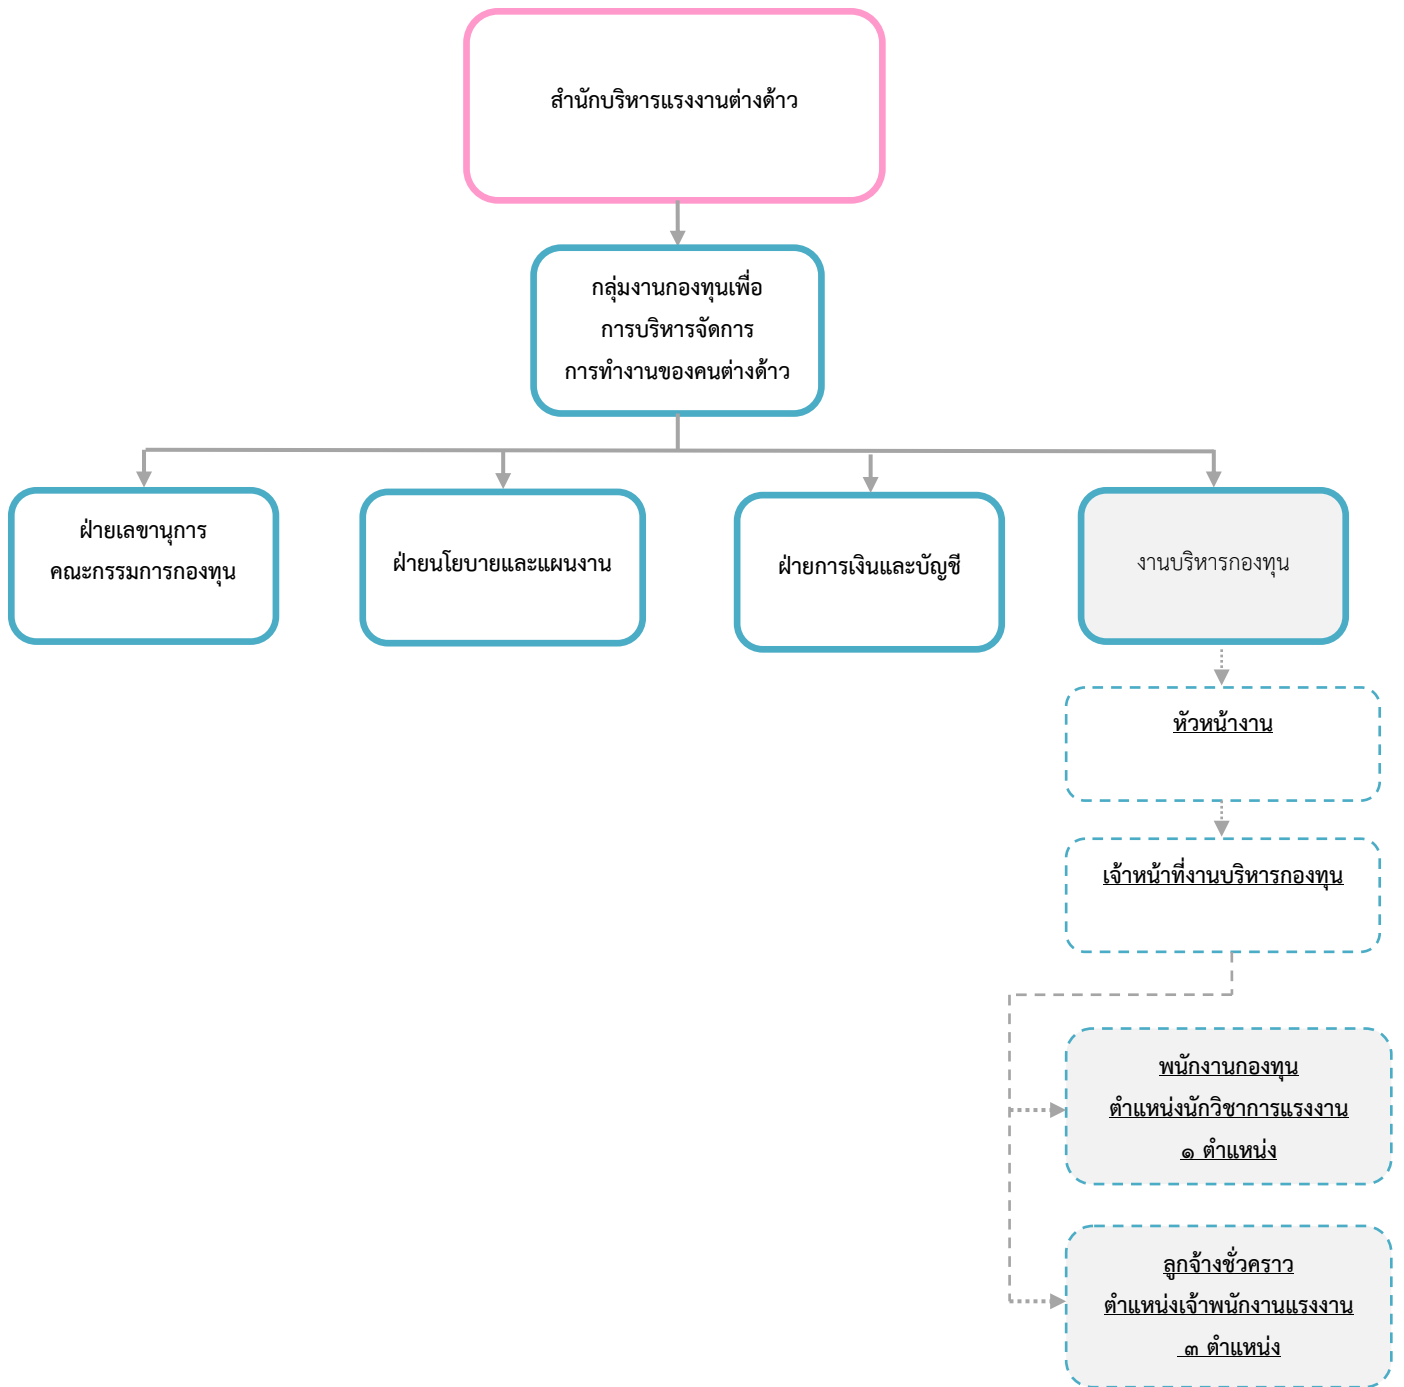 สำนักบริหารแรงงานต่างด้าว
กลุ่มงานกองทุนเพื่อ
การบริหารจัดการ
การทำงานของคนต่างด้าว
ฝ่ายเลขานุการ
คณะกรรมการกองทุน
ฝ่ายนโยบายและแผนงาน
ฝ่ายการเงินและบัญชี
งานบริหารกองทุน
หัวหน้างาน
เจ้าหน้าที่งานบริหารกองทุน
พนักงานกองทุน
ตำแหน่งนักวิชาการแรงงาน
๑ ตำแหน่ง
ลูกจ้างชั่วคราว
ตำแหน่งเจ้าพนักงานแรงงาน
๓ ตำแหน่ง